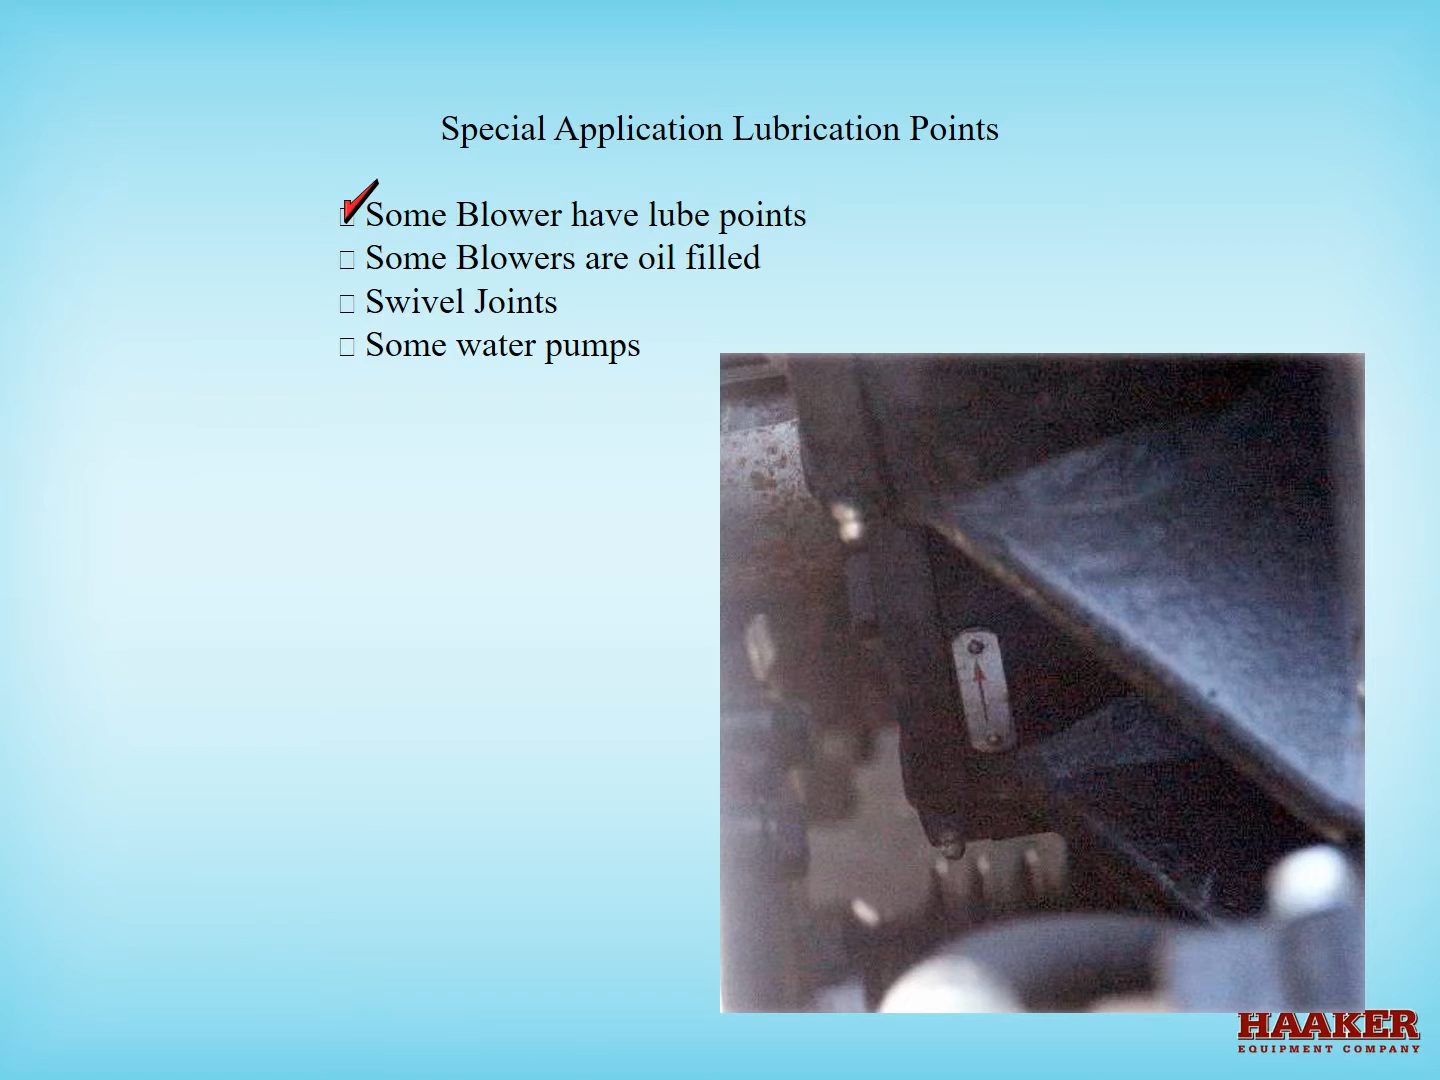 Special Application Lubrication Points
Some Blower have lube points
Some Blowers are oil filled
Swivel Joints
Some water pumps
HAAKER
EQUIPMENT COMPANY